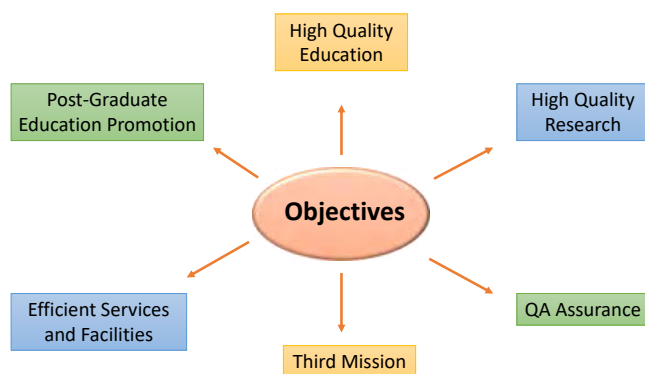 High Quality
Education
Post-Graduate
Education Promotion
High Quality
Research
Objectives
Efficient Services
and Facilities
QA Assurance
Third Mission